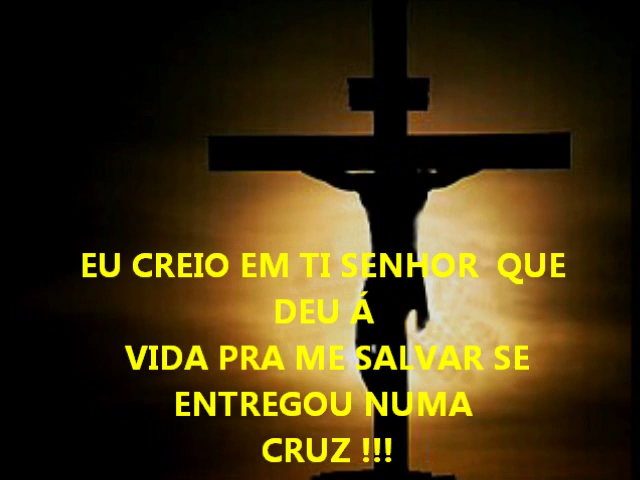 EU CREIO EM TI SENHOR  QUE
DEU Á
VIDA PRA ME SALVAR SE
ENTREGOU NUMA
CRUZ !!!